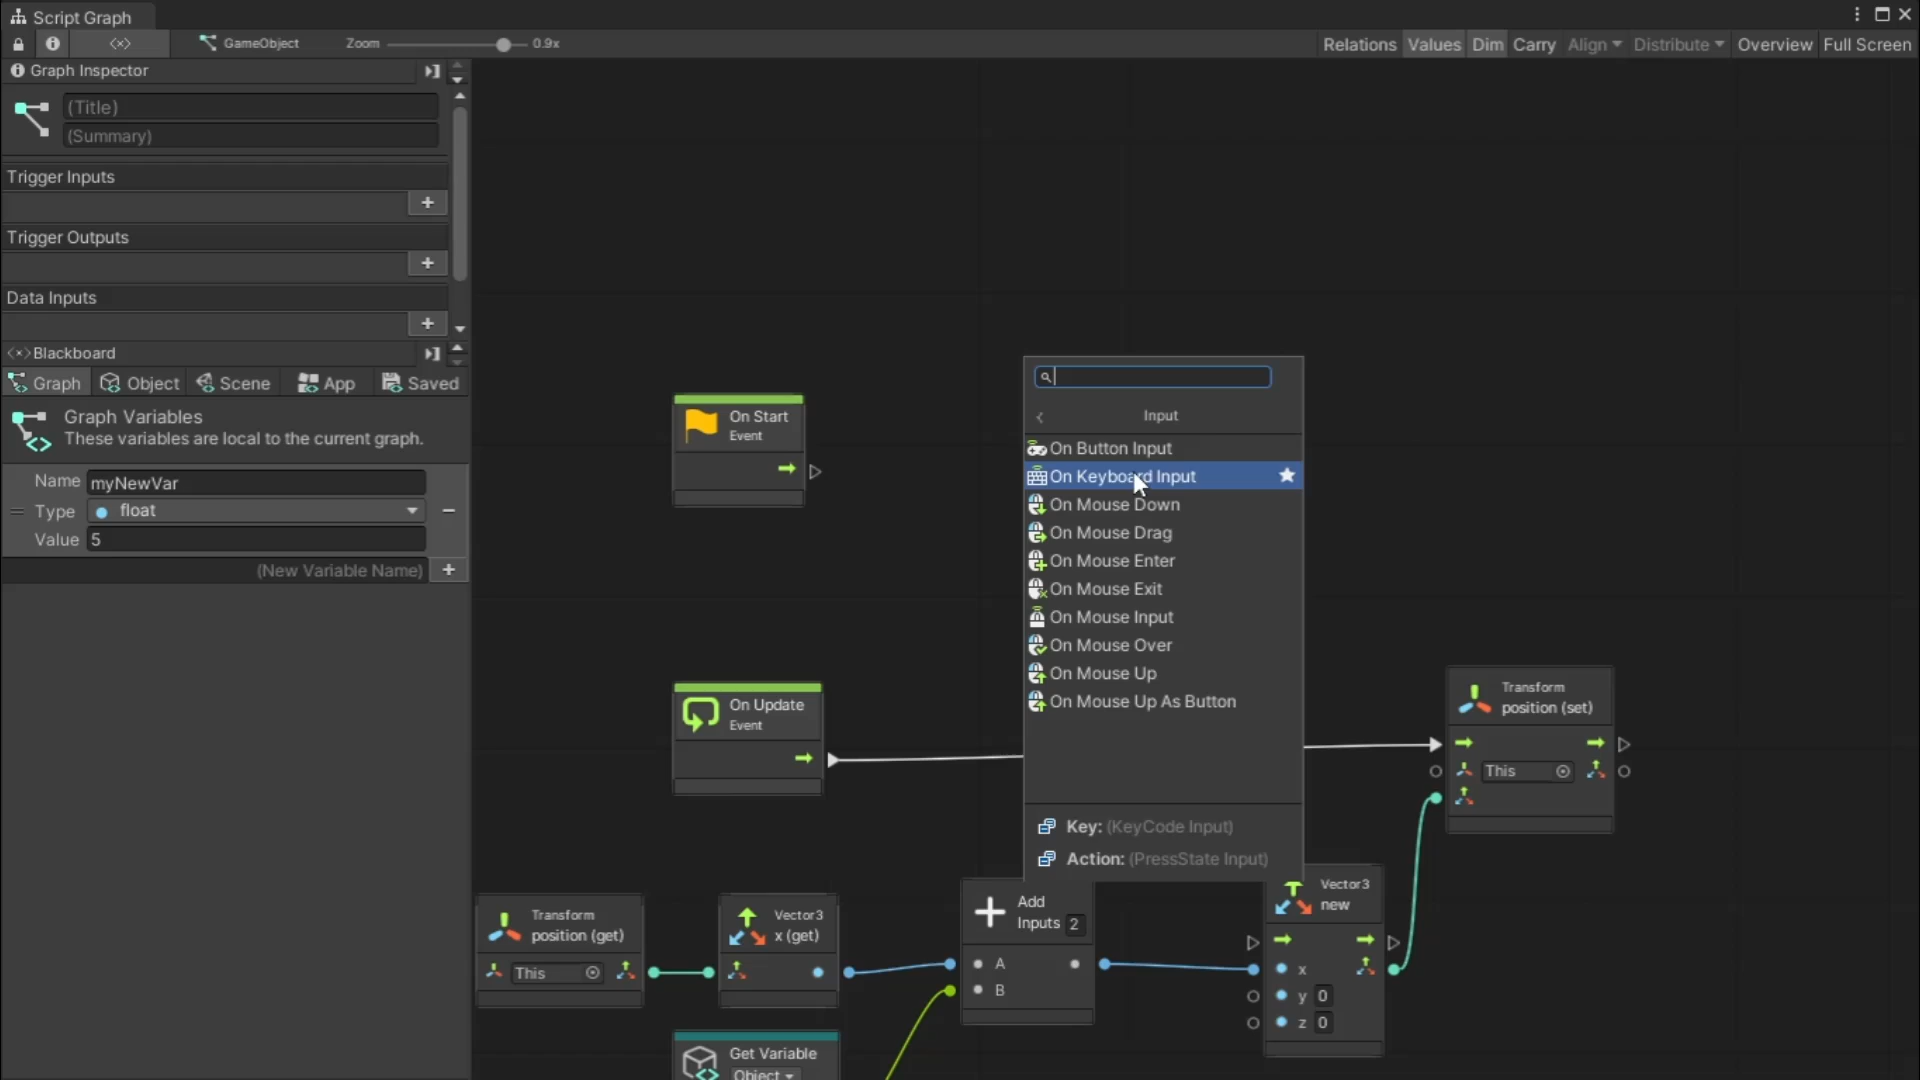 Script Graph
GameObject
Zoom
0.9x
Relations
Values
Dim
Carry
Align
Distribute
Overview
Full Screen
Graph Inspector
(Title)
(Summary)
Trigger Inputs
+
Trigger Outputs
+
Data Inputs
+
Blackboard
Graph
Object
Scene
App
Saved
Graph Variables
These variables are local to the current graph.
Name myNewVar
Type float
Value 5
(New Variable Name) +
On Start
Event
On Update
Event
Input
On Button Input
On Keyboard Input
On Mouse Down
On Mouse Drag
On Mouse Enter
On Mouse Exit
On Mouse Input
On Mouse Over
On Mouse Up
On Mouse Up As Button
Key: (KeyCode Input)
Action: (PressState Input)
Transform
position (set)
This
Transform
position (get)
This
Vector3
x (get)
Add
Inputs 2
A
B
Vector3
new
x
y 0
z 0
Get Variable
Object